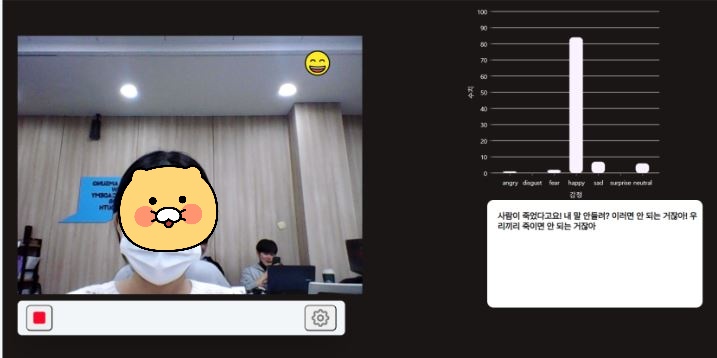 100
90
80
70
60
50
40
30
20
10
0
수치
angry disgust fear happy sad surprise neutral
감정
사람이 죽었다고요! 내 말 안들려? 이러면 안 되는 거잖아! 우
리끼리 죽이면 안 되는 거잖아